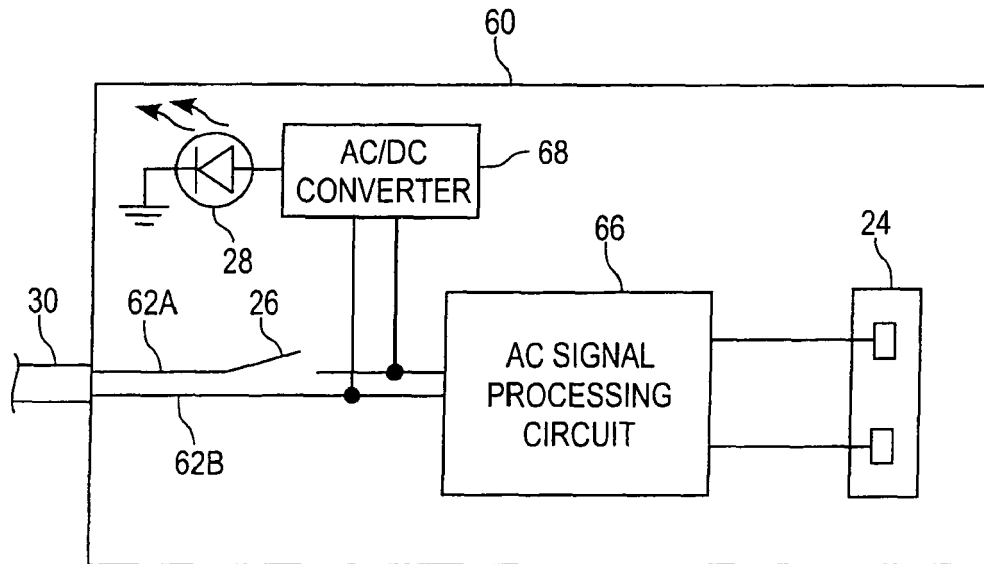 60
AC/DC
CONVERTER
68
28
66
24
30
62A
26
AC SIGNAL
PROCESSING
CIRCUIT
62B